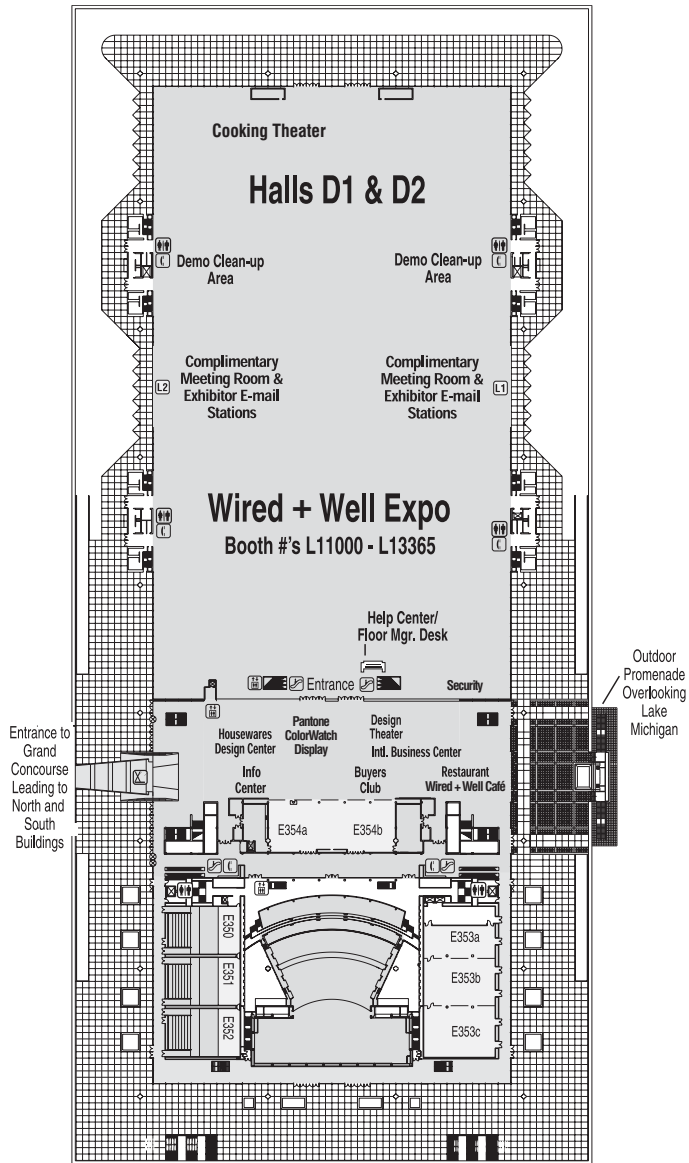 Cooking Theater
Halls D1 & D2
Demo Clean-up
Area
Demo Clean-up
Area
Complimentary
Meeting Room &
Exhibitor E-mail
Stations
L2
Complimentary
Meeting Room &
Exhibitor E-mail
Stations
L1
Wired + Well Expo
Booth #'s L11000 - L13365
Help Center/
Floor Mgr. Desk
Entrance
Security
Outdoor
Promenade
Overlooking
Lake
Michigan
Entrance to
Grand
Concourse
Leading to
North and
South
Buildings
Housewares
Design Center
Pantone
ColorWatch
Display
Design
Theater
Intl. Business Center
Info
Center
Buyers
Club
Restaurant
Wired + Well Café
E354a
E354b
E350
E351
E352
E353a
E353b
E353c